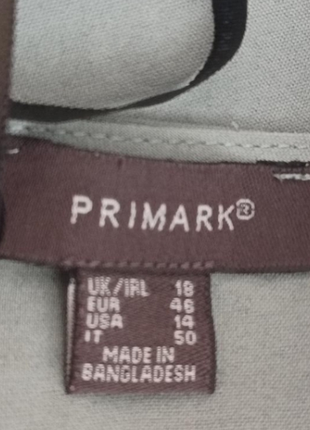 PRIMARK®
UK/IRL 18
EUR 46
USA 14
IT 50
MADE IN
BANGLADESH